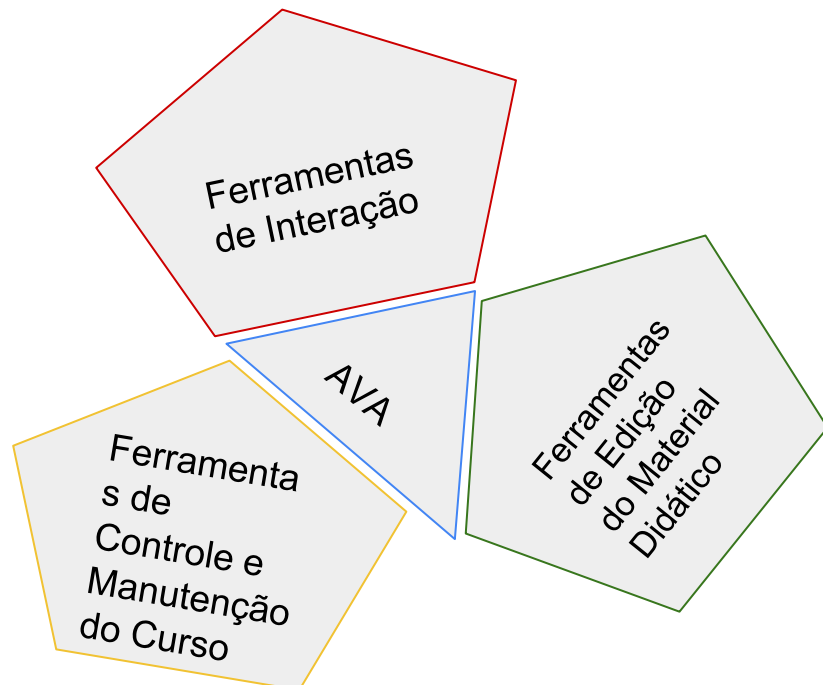 Ferramentas
de Interação
AVA
Ferramentas
de Edição
do Material
Didático
Ferramenta
s de
Controle e
Manutenção
do Curso